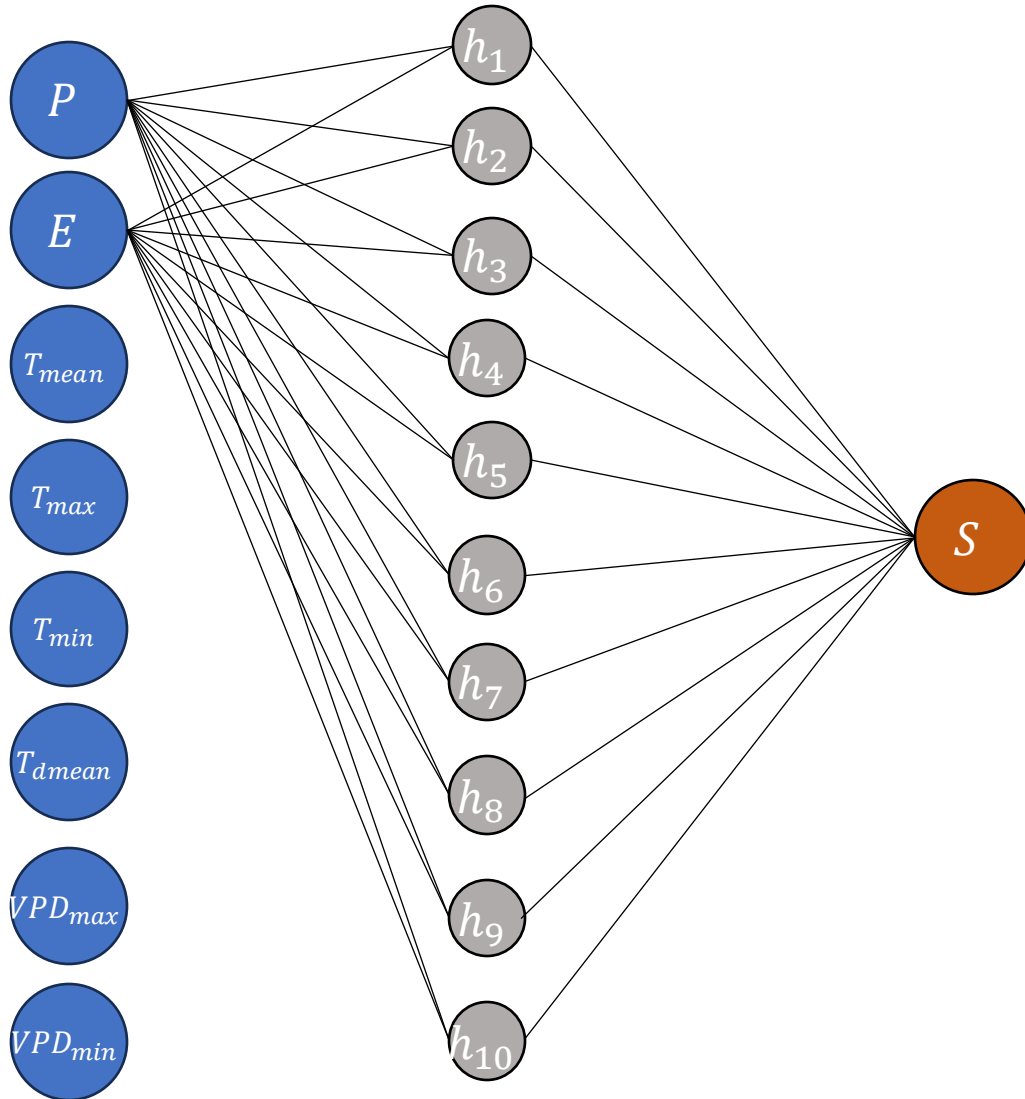 P
E
T_mean
T_max
T_min
T_dmean
VPD_max
VPD_min
h_1
h_2
h_3
h_4
h_5
h_6
h_7
h_8
h_9
h_10
S